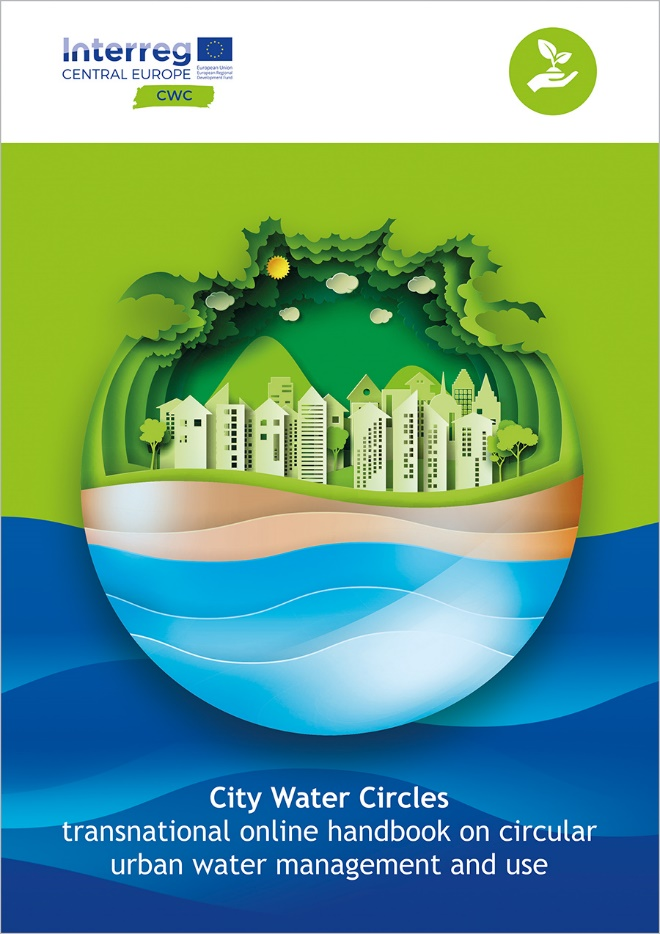 Interreg
CENTRAL EUROPE
European Union
European Regional
Development Fund
CWC
City Water Circles
transnational online handbook on circular
urban water management and use